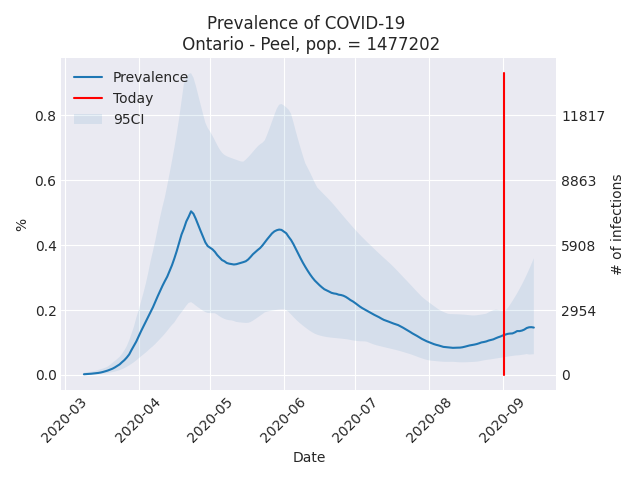 Prevalence of COVID-19
Ontario - Peel, pop. = 1477202
Prevalence
Today
95CI
0.8
0.6
0.4
0.2
0.0
%
11817
8863
5908
2954
0
# of infections
2020-03
2020-04
2020-05
2020-06
2020-07
2020-08
2020-09
Date